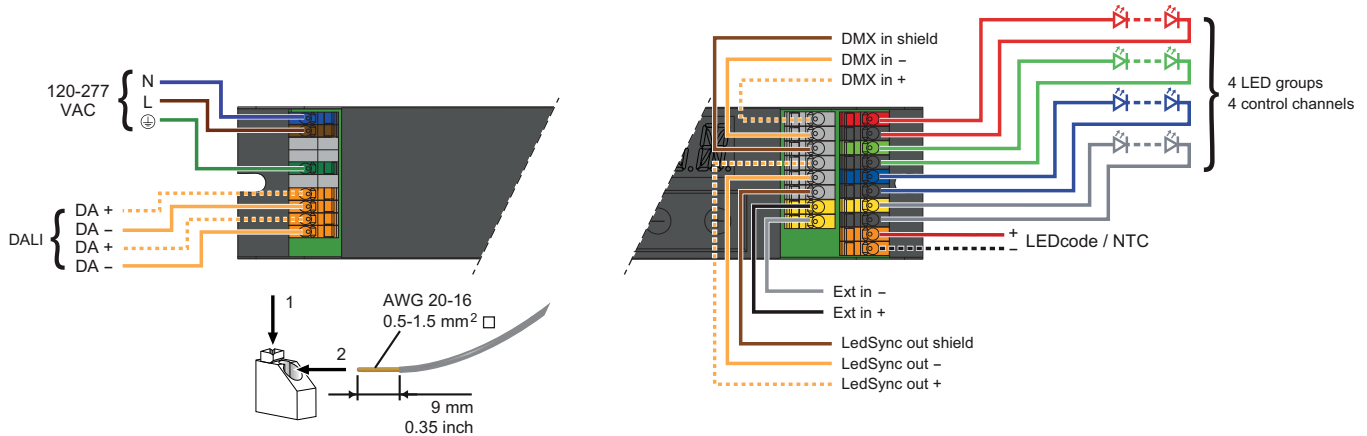 120-277
VAC
N
L
DALI
DA +
DA –
DA +
DA –
1
2
AWG 20-16
0.5-1.5 mm² □
9 mm
0.35 inch
DMX in shield
DMX in –
DMX in +
4 LED groups
4 control channels
+ LEDcode / NTC
–
Ext in –
Ext in +
LedSync out shield
LedSync out –
LedSync out +